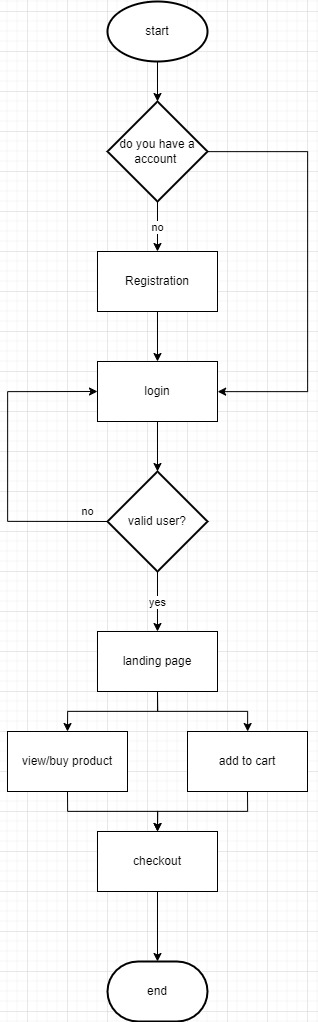 start
do you have a
account
no
Registration
login
no
valid user?
yes
landing page
view/buy product
add to cart
checkout
end